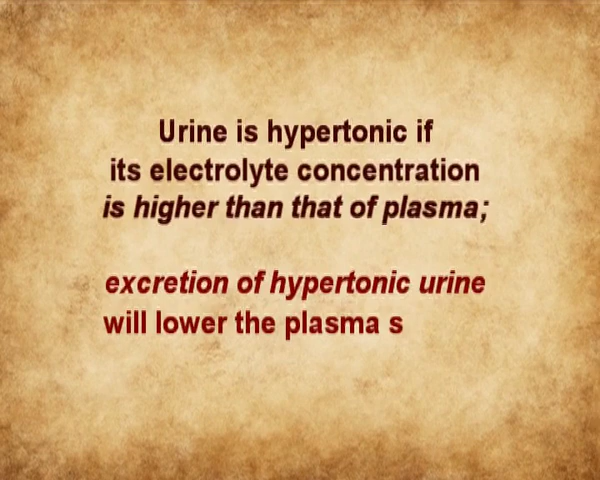 Urine is hypertonic if
its electrolyte concentration
is higher than that of plasma;
excretion of hypertonic urine
will lower the plasma s